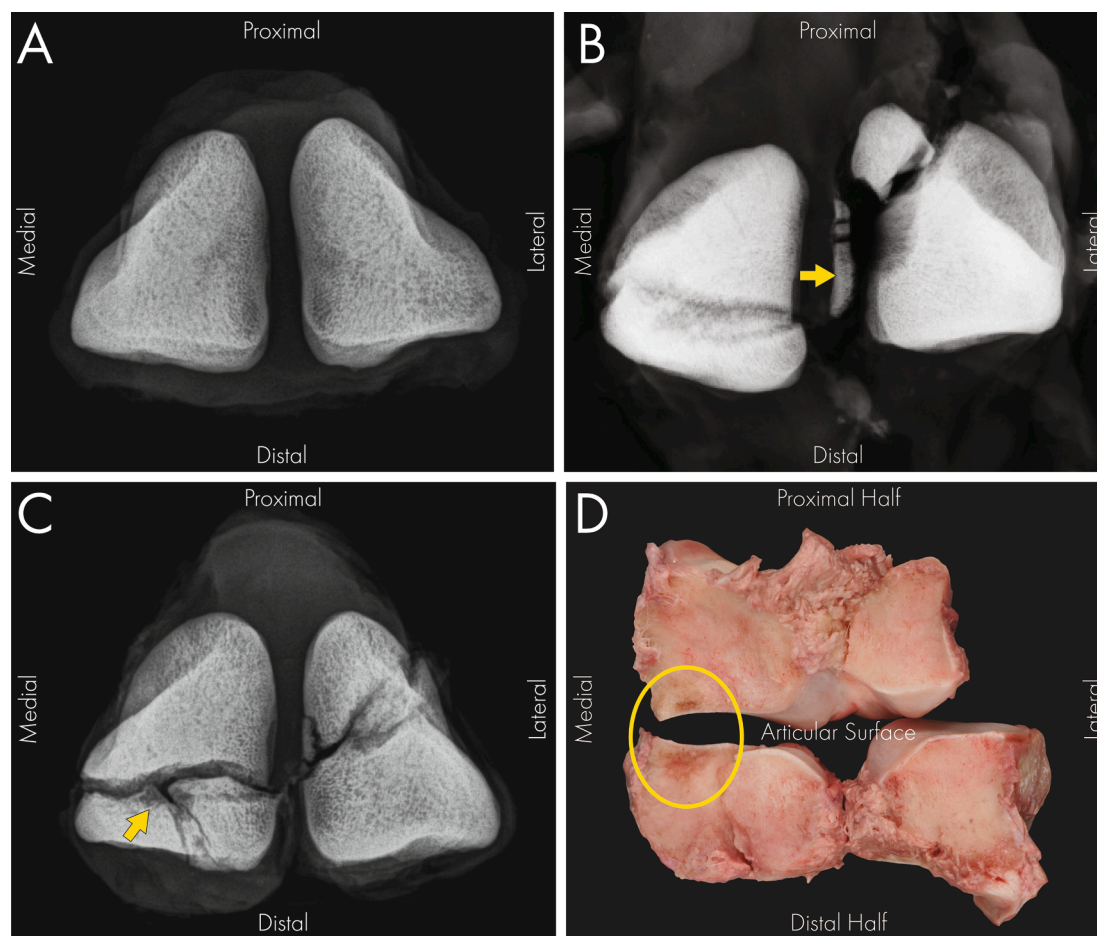 A
Proximal
Medial
Lateral
Distal
B
Proximal
Medial
Lateral
Distal
C
Proximal
Medial
Lateral
Distal
D
Proximal Half
Medial
Articular Surface
Lateral
Distal Half